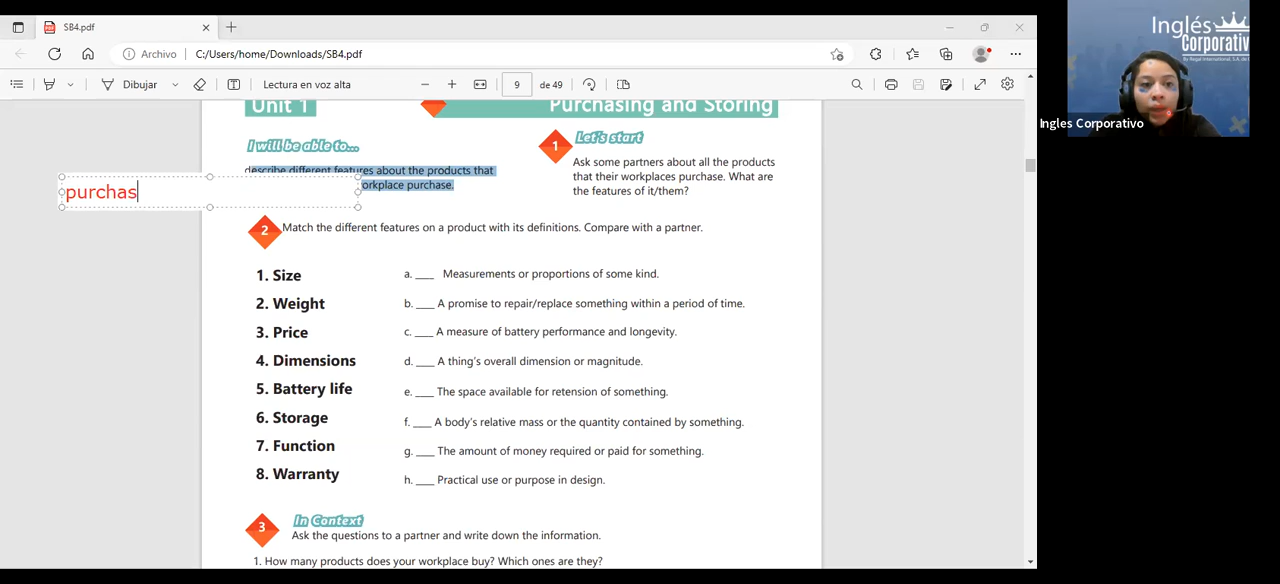 SB4.pdf
Archivo C:/Users/home/Downloads/SB4.pdf
Dibujar Lectura en voz alta 9 de 49
Unit 1 Purchasing and Storing
I will be able to...
describe different features about the products that
orkplace purchase.
purchas
1 Let's start
Ask some partners about all the products
that their workplaces purchase. What are
the features of it/them?
2 Match the different features on a product with its definitions. Compare with a partner.
1. Size a. ___ Measurements or proportions of some kind.
2. Weight b. ___ A promise to repair/replace something within a period of time.
3. Price c. ___ A measure of battery performance and longevity.
4. Dimensions d. ___ A thing's overall dimension or magnitude.
5. Battery life e. ___ The space available for retention of something.
6. Storage f. ___ A body's relative mass or the quantity contained by something.
7. Function g. ___ The amount of money required or paid for something.
8. Warranty h. ___ Practical use or purpose in design.
3 In Context
Ask the questions to a partner and write down the information.
1. How many products does your workplace buy? Which ones are they?
Inglés
Corporativ
Ingles Corporativo